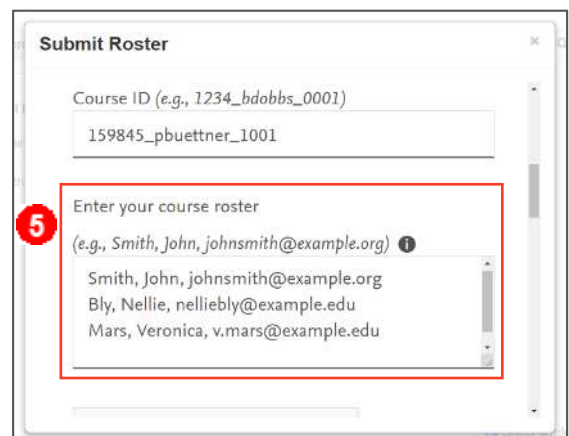 Submit Roster ×
Course ID (e.g., 1234_bdobbs_0001)
159845_pbuettner_1001
5
Enter your course roster
(e.g., Smith, John, johnsmith@example.org) i
Smith, John, johnsmith@example.org
Bly, Nellie, nelliebly@example.edu
Mars, Veronica, v.mars@example.edu